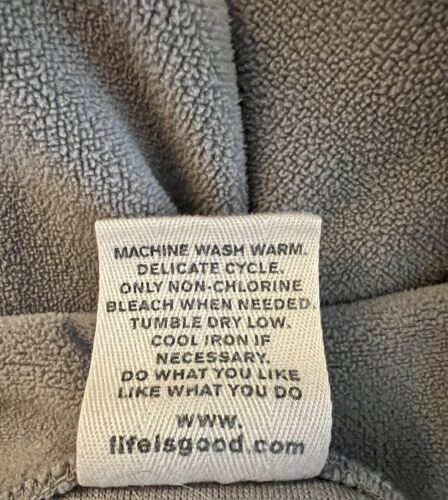 MACHINE WASH WARM.
DELICATE CYCLE.
ONLY NON-CHLORINE
BLEACH WHEN NEEDED.
TUMBLE DRY LOW.
COOL IRON IF
NECESSARY.
DO WHAT YOU LIKE
LIKE WHAT YOU DO
www.
lifeisgood.com